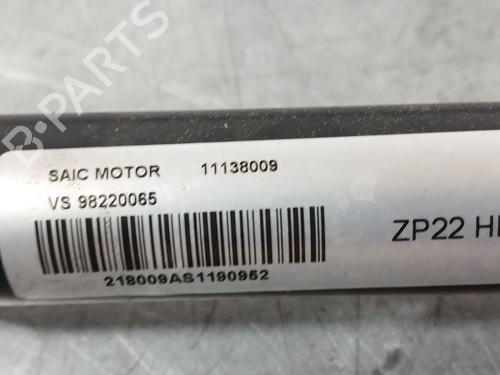 SAIC MOTOR 11138009
VS 98220065
ZP22
218009AS1190952
B-PARTS